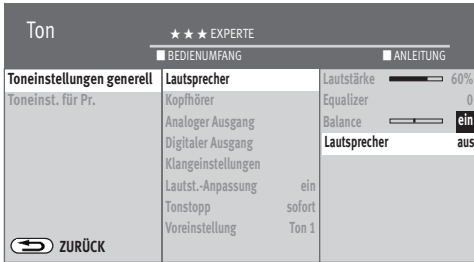 Ton
★ ★ ★ EXPERTE
BEDIENUMFANG
ANLEITUNG
Toneinstellungen generell
Toneinst. für Pr.
Lautsprecher
Kopfhörer
Analoger Ausgang
Digitaler Ausgang
Klangeinstellungen
Lautst.-Anpassung ein
Tonstopp sofort
Voreinstellung Ton 1
Lautstärke 60%
Equalizer 0
Balance ein
Lautsprecher aus
ZURÜCK